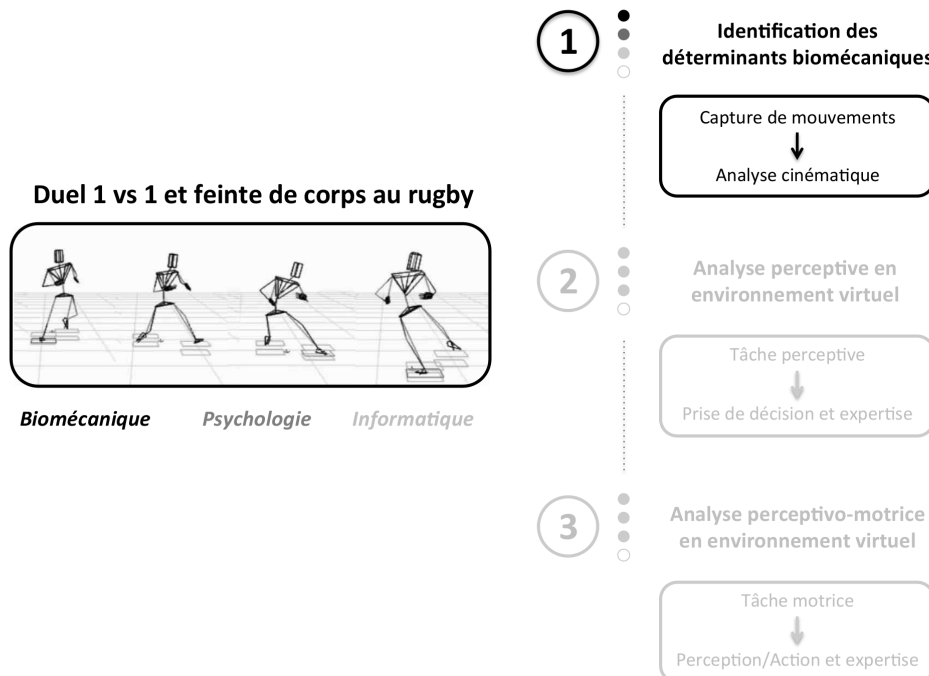 Duel 1 vs 1 et feinte de corps au rugby
Biomécanique Psychologie Informatique
1
Identification des
déterminants biomécaniques
Capture de mouvements
Analyse cinématique
2
Analyse perceptive en
environnement virtuel
Tâche perceptive
Prise de décision et expertise
3
Analyse perceptivo-motrice
en environnement virtuel
Tâche motrice
Perception/Action et expertise